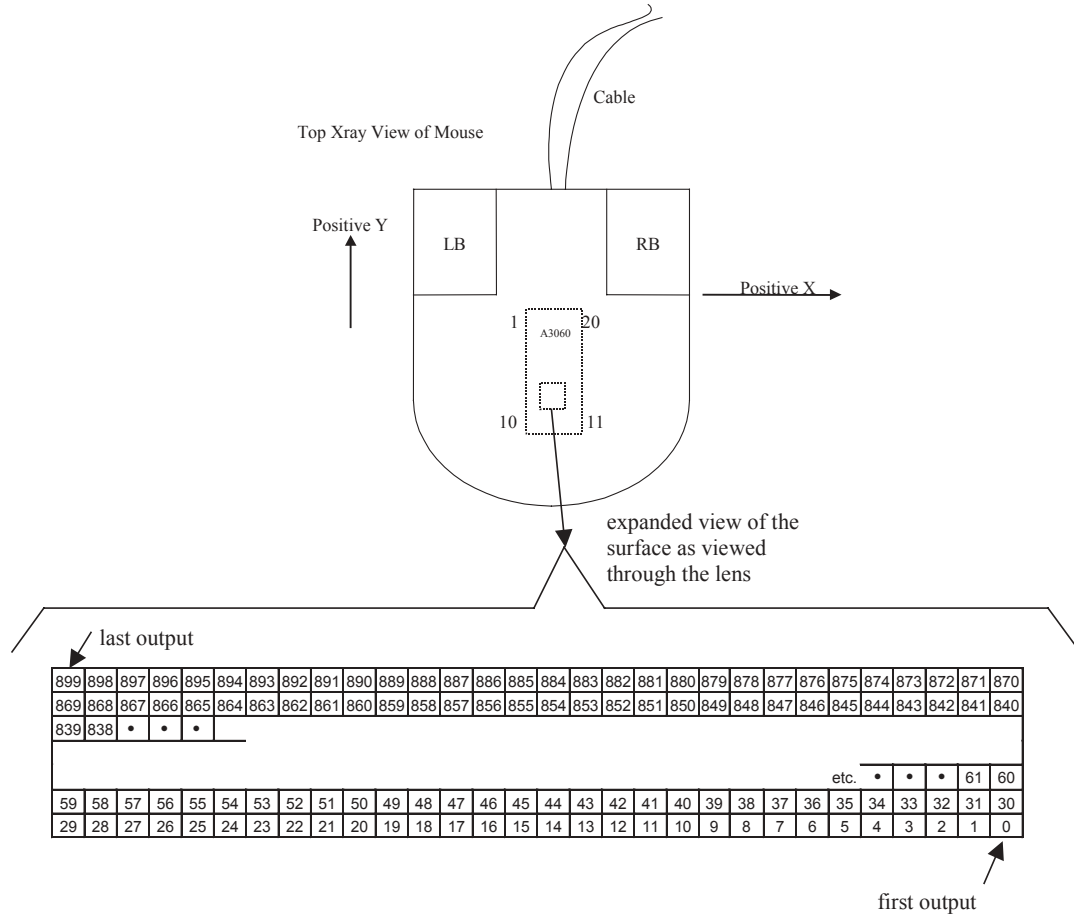 Cable
Top Xray View of Mouse
Positive Y
LB
RB
Positive X
1
20
A3060
10
11
expanded view of the
surface as viewed
through the lens
last output
899 898 897 896 895 894 893 892 891 890 889 888 887 886 885 884 883 882 881 880 879 878 877 876 875 874 873 872 871 870
869 868 867 866 865 864 863 862 861 860 859 858 857 856 855 854 853 852 851 850 849 848 847 846 845 844 843 842 841 840
839 838 • • •
etc. • • • 61 60
59 58 57 56 55 54 53 52 51 50 49 48 47 46 45 44 43 42 41 40 39 38 37 36 35 34 33 32 31 30
29 28 27 26 25 24 23 22 21 20 19 18 17 16 15 14 13 12 11 10 9 8 7 6 5 4 3 2 1 0
first output